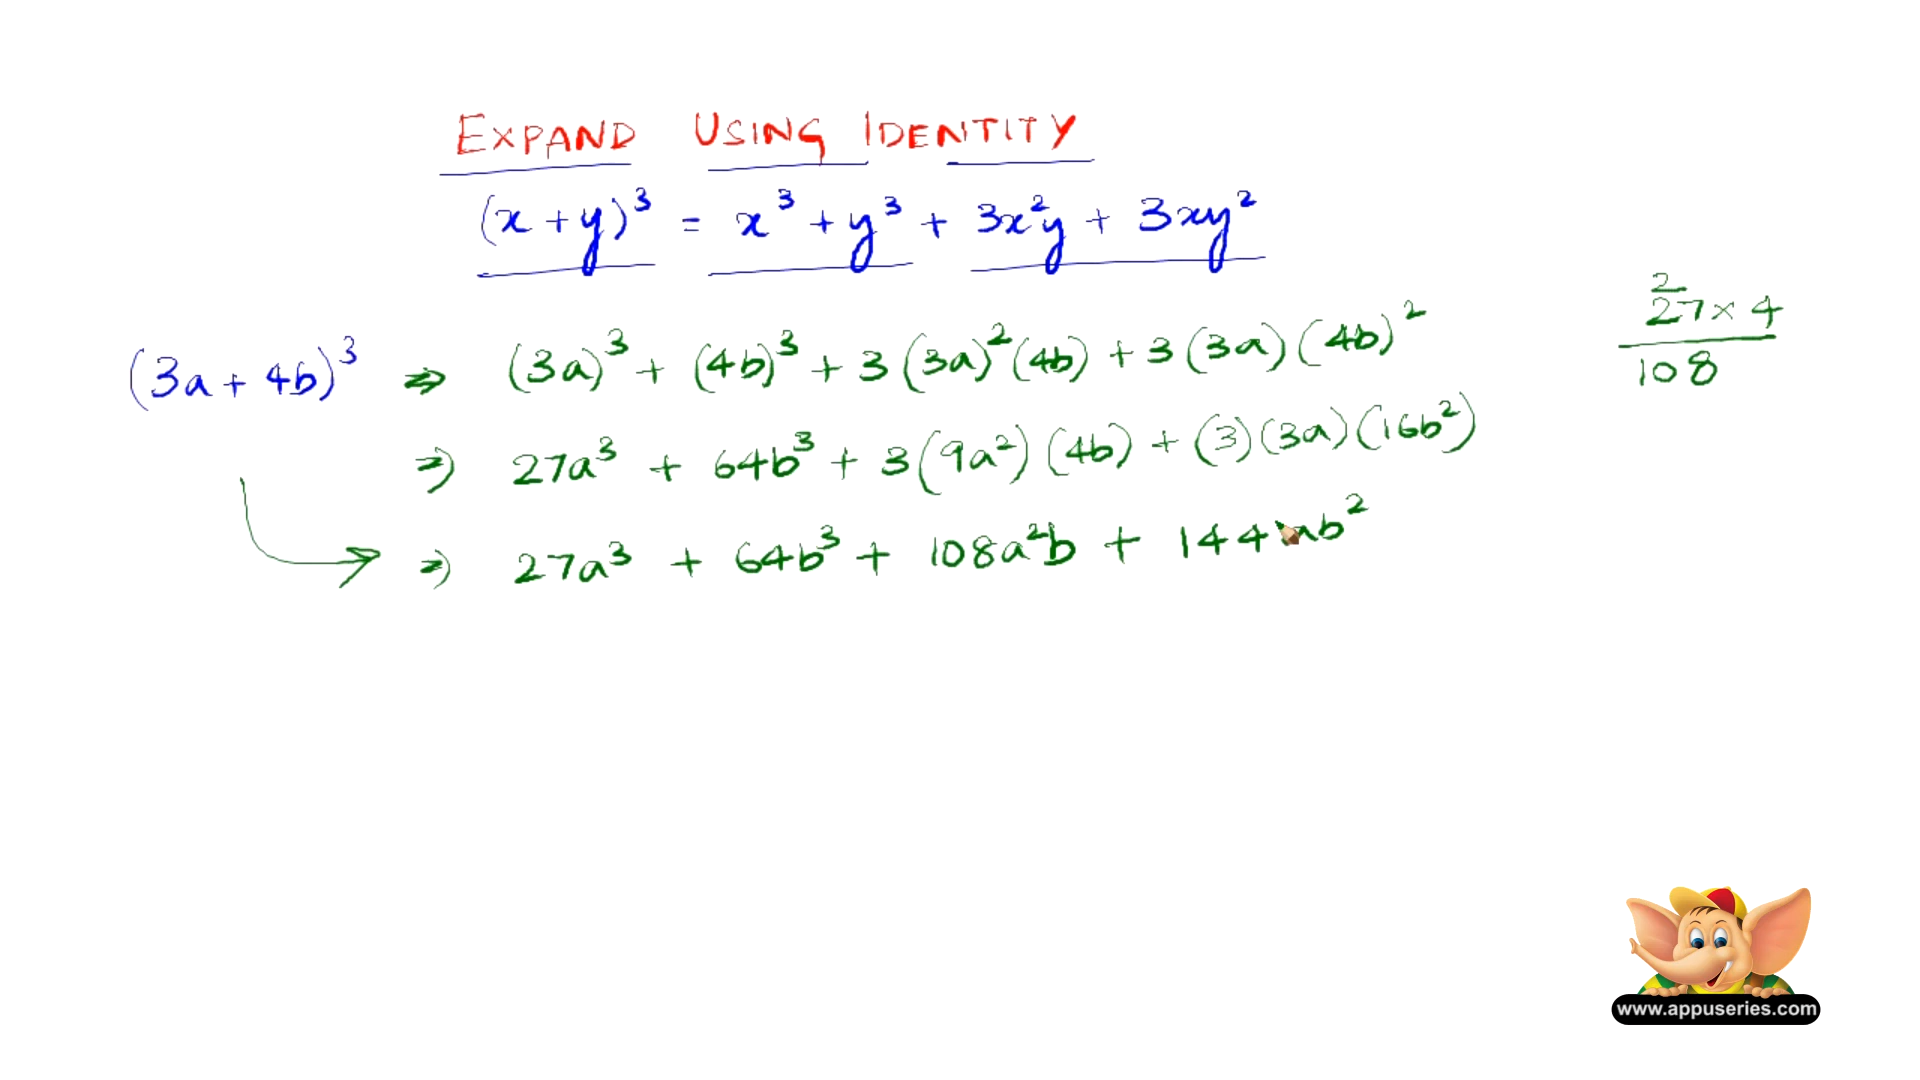 EXPAND USING IDENTITY
(x + y)³ = x³ + y³ + 3x²y + 3xy²
(3a + 4b)³ ⇒ (3a)³ + (4b)³ + 3(3a)²(4b) + 3(3a)(4b)²
⇒ 27a³ + 64b³ + 3(9a²)(4b) + (3)(3a)(16b²)
⇒ 27a³ + 64b³ + 108a²b + 144ab²
2
27 × 4
108
www.appuseries.com